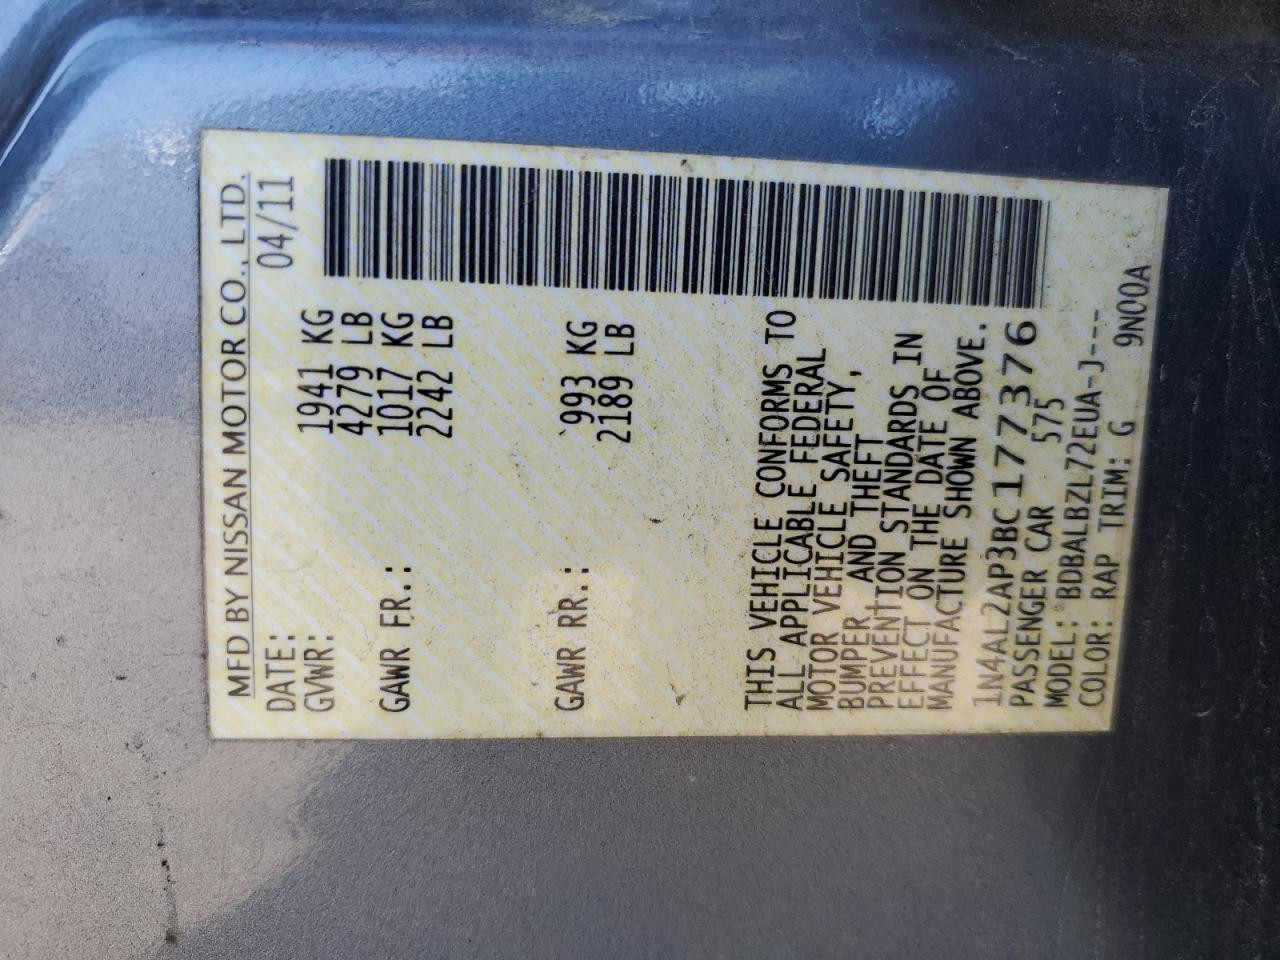 MFD BY NISSAN MOTOR CO., LTD.
DATE: 04/11
GVWR: 1941 KG
4279 LB
GAWR FR.: 1017 KG
2242 LB
GAWR RR.: 993 KG
2189 LB
THIS VEHICLE CONFORMS TO
ALL APPLICABLE FEDERAL
MOTOR VEHICLE SAFETY,
BUMPER AND THEFT
PREVENTION STANDARDS IN
EFFECT ON THE DATE OF
MANUFACTURE SHOWN ABOVE.
1N4AL2AP3BC177376
PASSENGER CAR 575
MODEL: BDBALBZL72EUA-J---
COLOR: RAP TRIM: G 9N00A